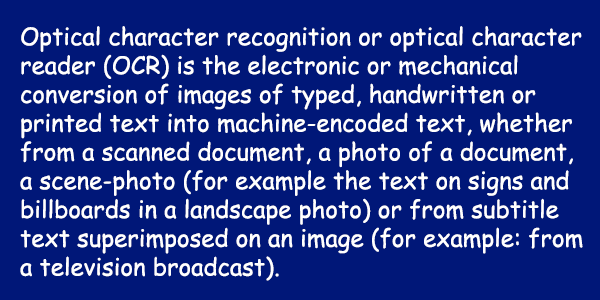 Optical character recognition or optical character
reader (OCR) is the electronic or mechanical
conversion of images of typed, handwritten or
printed text into machine-encoded text, whether
from a scanned document, a photo of a document,
a scene-photo (for example the text on signs and
billboards in a landscape photo) or from subtitle
text superimposed on an image (for example: from
a television broadcast).